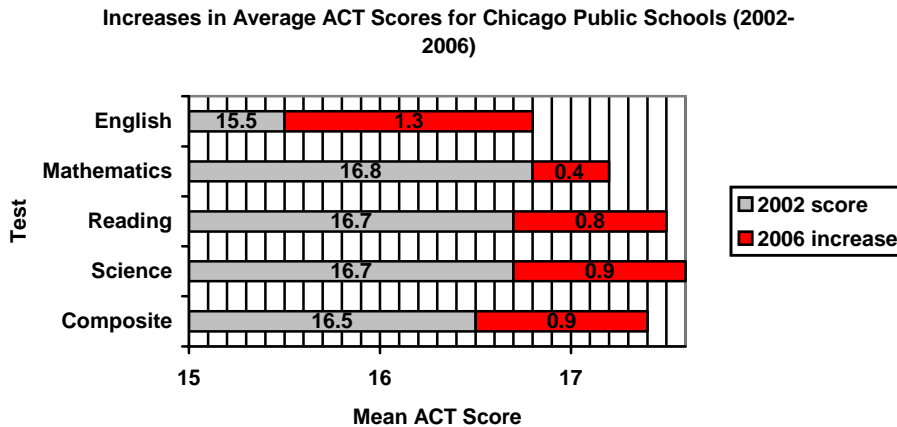 Increases in Average ACT Scores for Chicago Public Schools (2002-
2006)
English 15.5 1.3
Mathematics 16.8 0.4
Reading 16.7 0.8
Science 16.7 0.9
Composite 16.5 0.9
Test
15 16 17
Mean ACT Score
2002 score
2006 increase